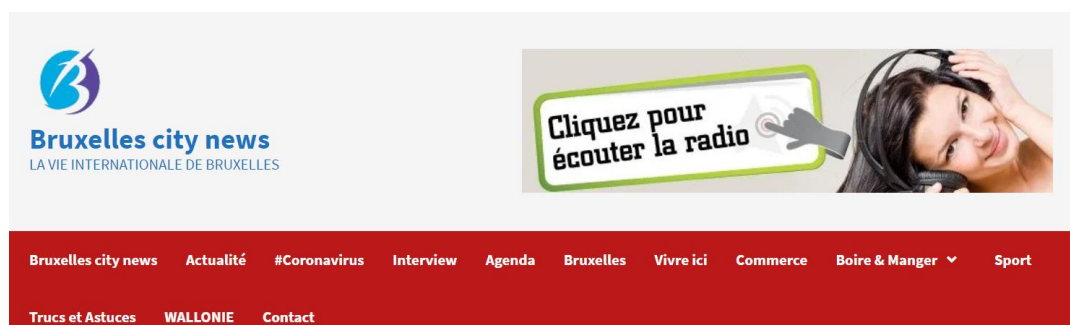 Bruxelles city news
LA VIE INTERNATIONALE DE BRUXELLES
Cliquez pour
écouter la radio
Bruxelles city news Actualité #Coronavirus Interview Agenda Bruxelles Vivre ici Commerce Boire & Manger Sport
Trucs et Astuces WALLONIE Contact